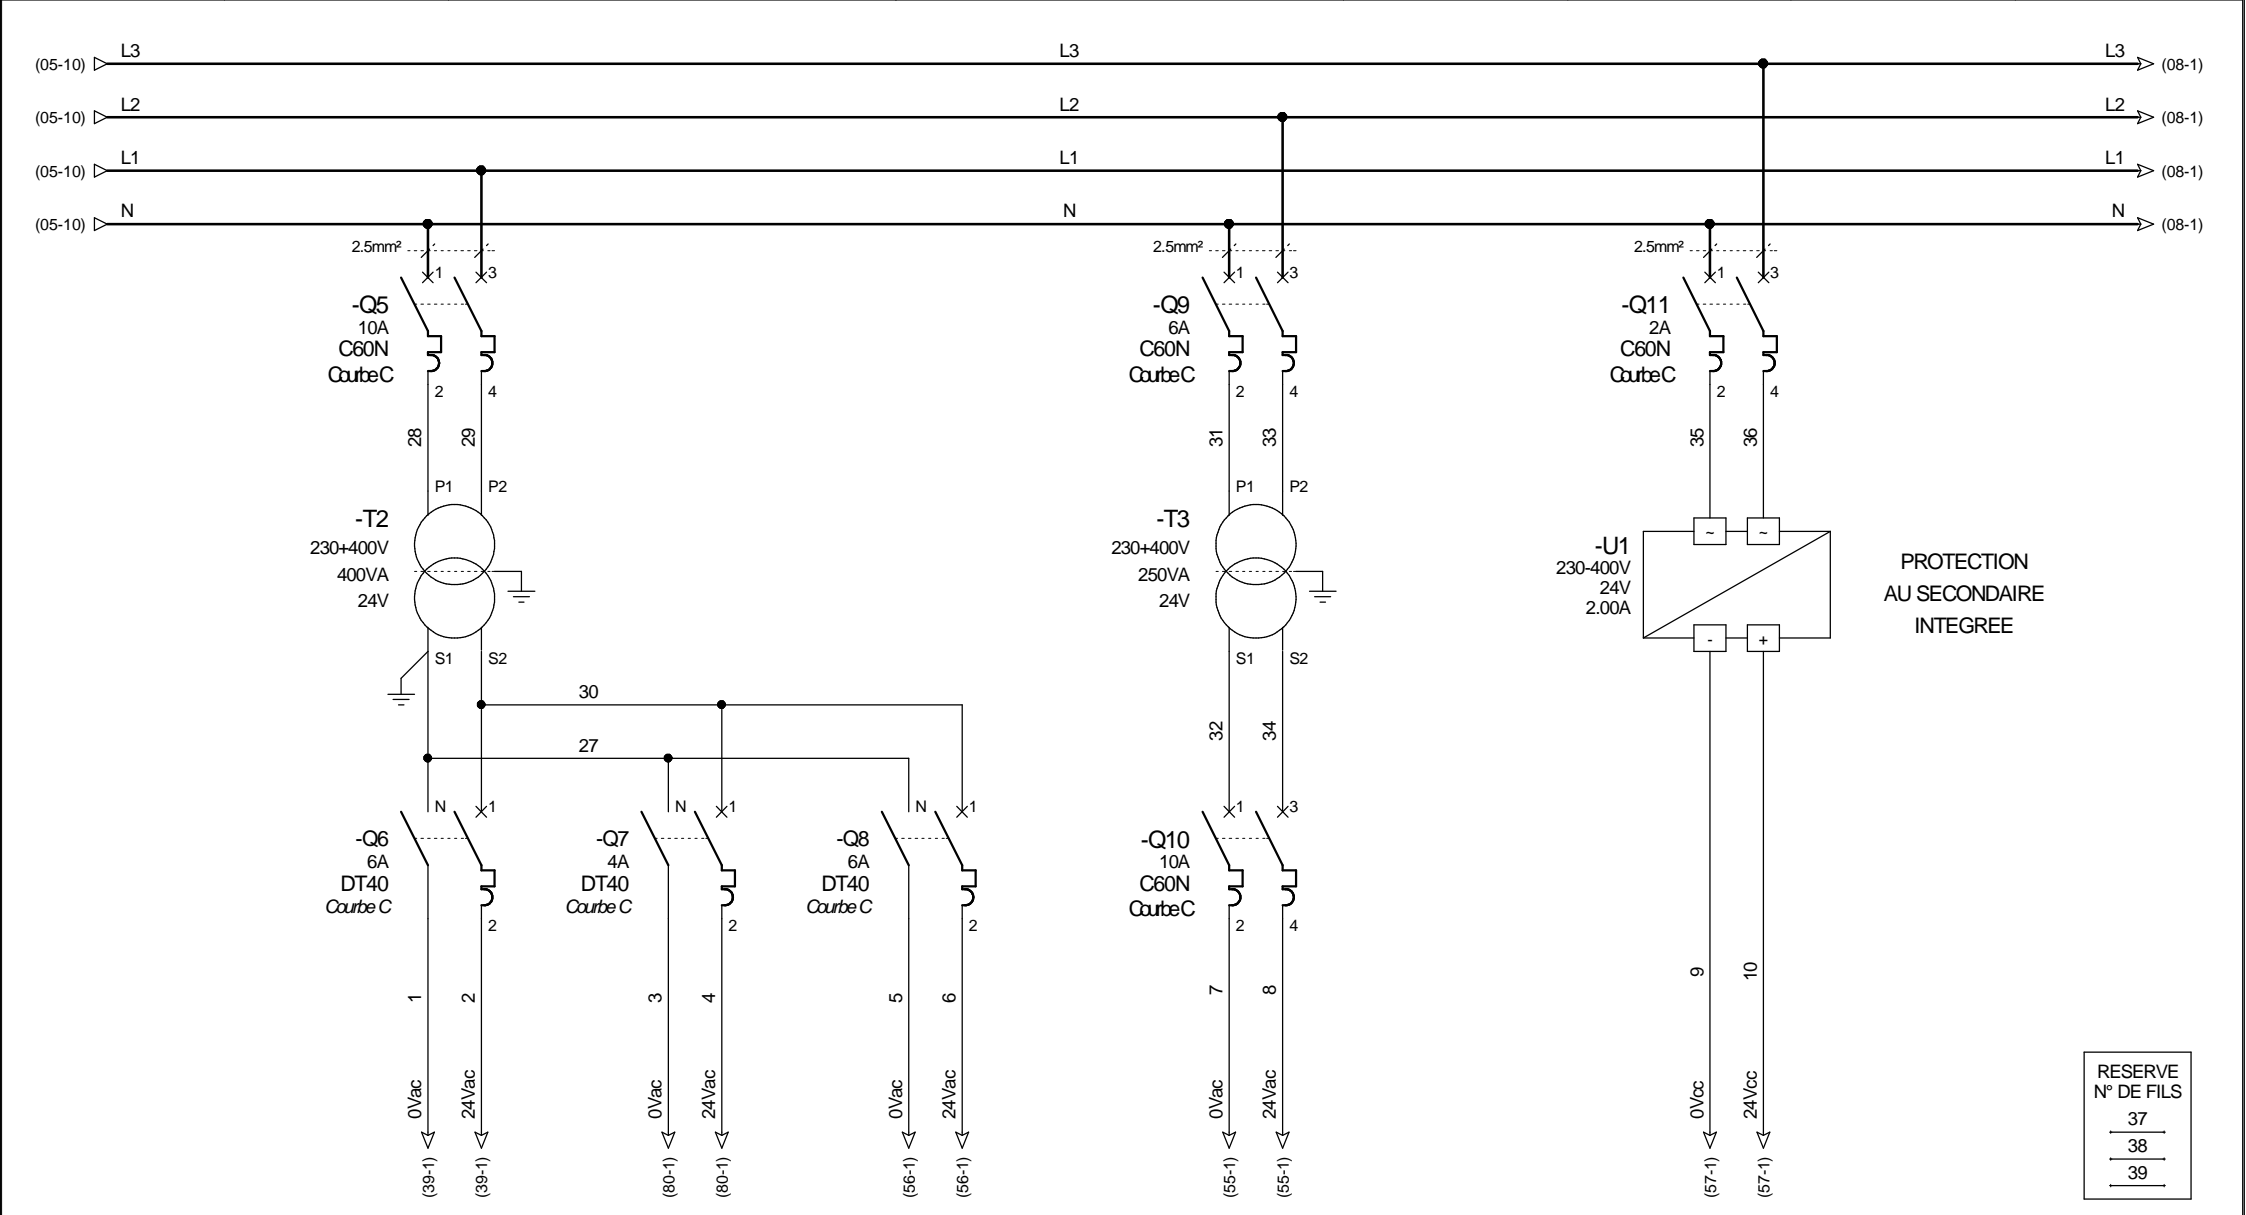 L3 L3 L3
(05-10) (08-1)
L2 L2 L2
(05-10) (08-1)
L1 L1 L1
(05-10) (08-1)
N N N
(05-10) (08-1)
2.5mm² 2.5mm² 2.5mm²
1 3 1 3 1 3
-Q5
10A
C60N
Courbe C
2 4
-Q9
6A
C60N
Courbe C
2 4
-Q11
2A
C60N
Courbe C
2 4
28 29 31 33 35 36
P1 P2 P1 P2
-T2
230+400V
400VA
24V
S1 S2
-T3
230+400V
250VA
24V
S1 S2
-U1
230-400V
24V
2.00A
~ ~
- +
PROTECTION
AU SECONDAIRE
INTEGREE
30
27
32 34
N 1 N 1 N 1 1 3
-Q6
6A
DT40
Courbe C
2
-Q7
4A
DT40
Courbe C
2
-Q8
6A
DT40
Courbe C
2
-Q10
10A
C60N
Courbe C
2 4
1 2 3 4 5 6 7 8 9 10
0Vac 24Vac 0Vac 24Vac 0Vac 24Vac 0Vac 24Vac 0Vcc 24Vcc
(39-1) (39-1) (80-1) (80-1) (56-1) (56-1) (55-1) (55-1) (57-1) (57-1)
RESERVE
N° DE FILS
37
38
39